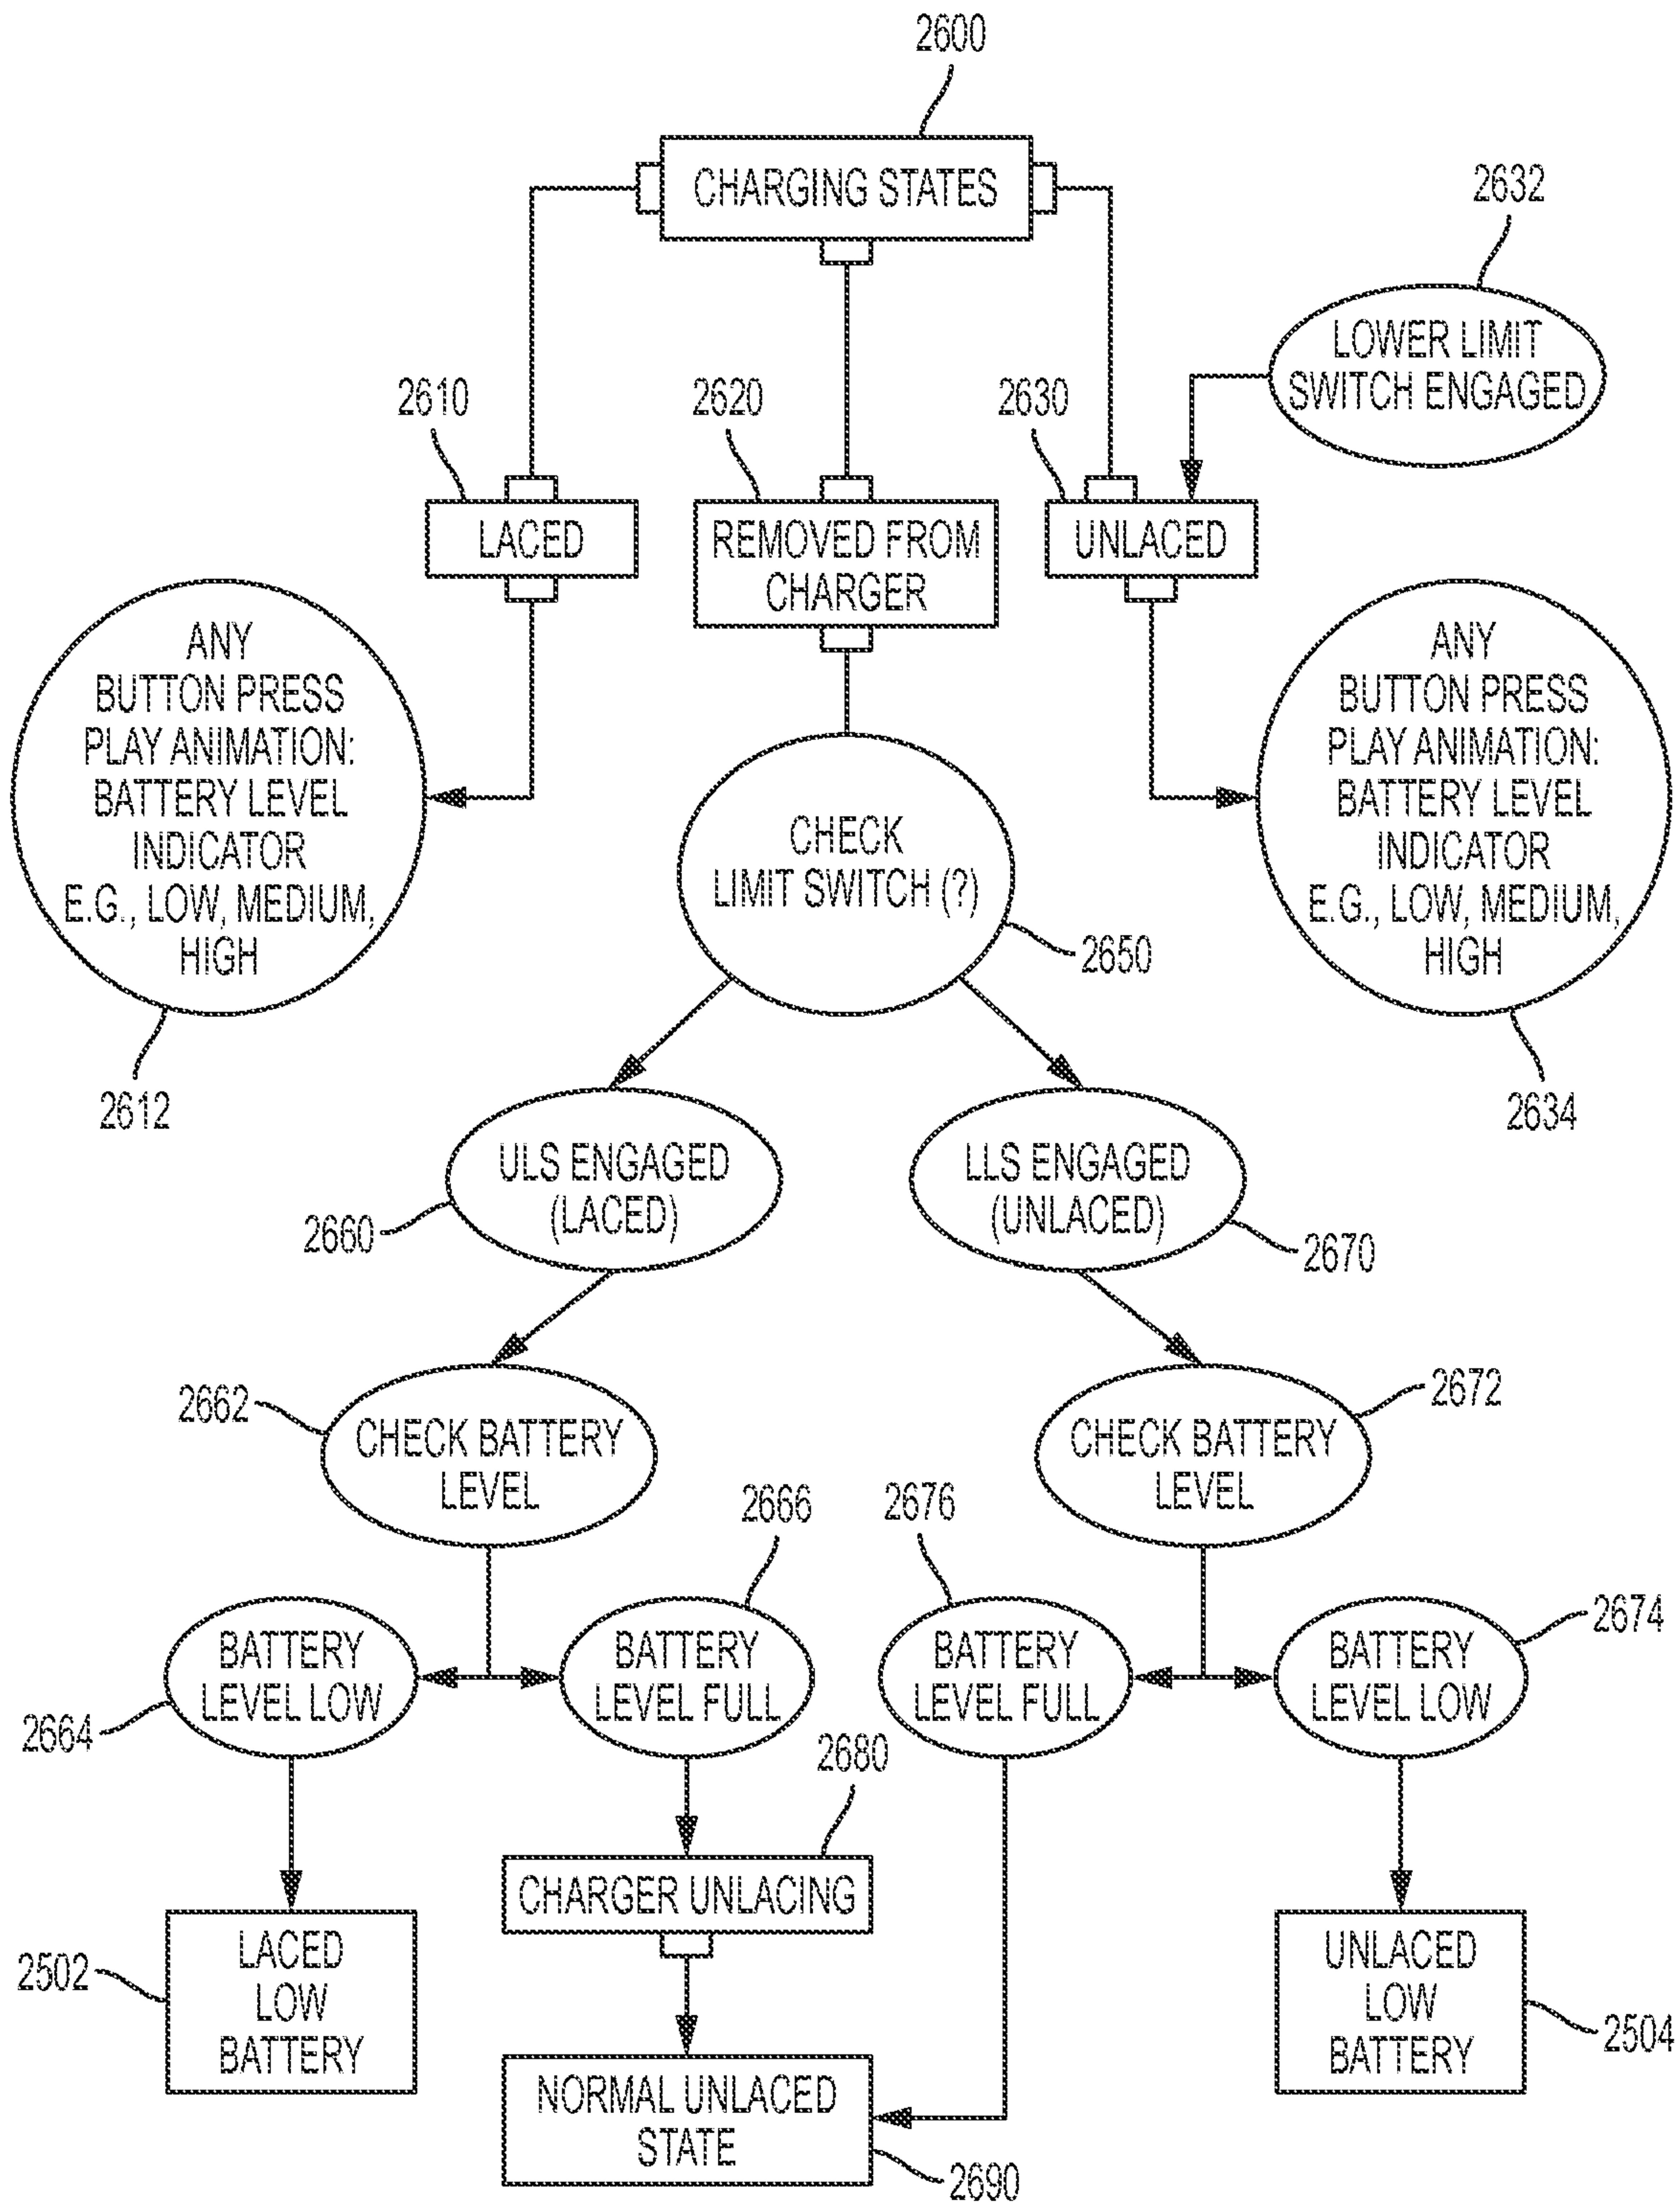 2600
CHARGING STATES
2632
LOWER LIMIT
SWITCH ENGAGED
2610
2620
2630
LACED
REMOVED FROM
CHARGER
UNLACED
ANY
BUTTON PRESS
PLAY ANIMATION:
BATTERY LEVEL
INDICATOR
E.G., LOW, MEDIUM,
HIGH
2612
CHECK
LIMIT SWITCH (?)
2650
ANY
BUTTON PRESS
PLAY ANIMATION:
BATTERY LEVEL
INDICATOR
E.G., LOW, MEDIUM,
HIGH
2634
ULS ENGAGED
(LACED)
2660
LLS ENGAGED
(UNLACED)
2670
2662
CHECK BATTERY
LEVEL
2672
CHECK BATTERY
LEVEL
2666
2676
BATTERY
LEVEL LOW
2664
BATTERY
LEVEL FULL
BATTERY
LEVEL FULL
BATTERY
LEVEL LOW
2674
2680
CHARGER UNLACING
2502
LACED
LOW
BATTERY
NORMAL UNLACED
STATE
2690
UNLACED
LOW
BATTERY
2504